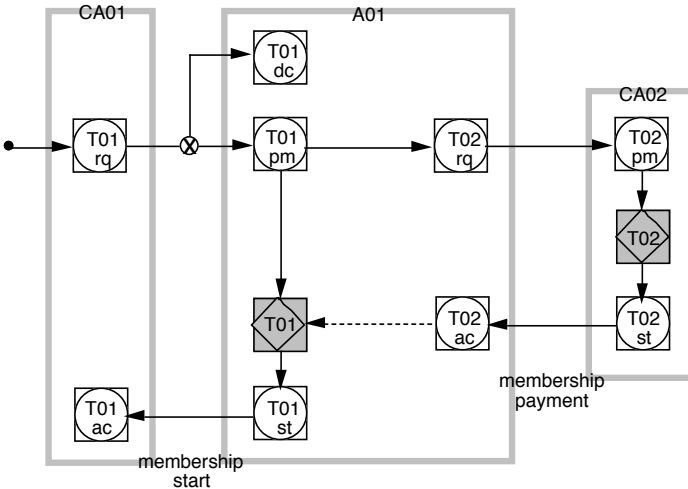 CA01
A01
T01
dc
CA02
T01
rq
X
T01
pm
T02
rq
T02
pm
T02
T01
T02
ac
T02
st
membership
payment
T01
ac
T01
st
membership
start